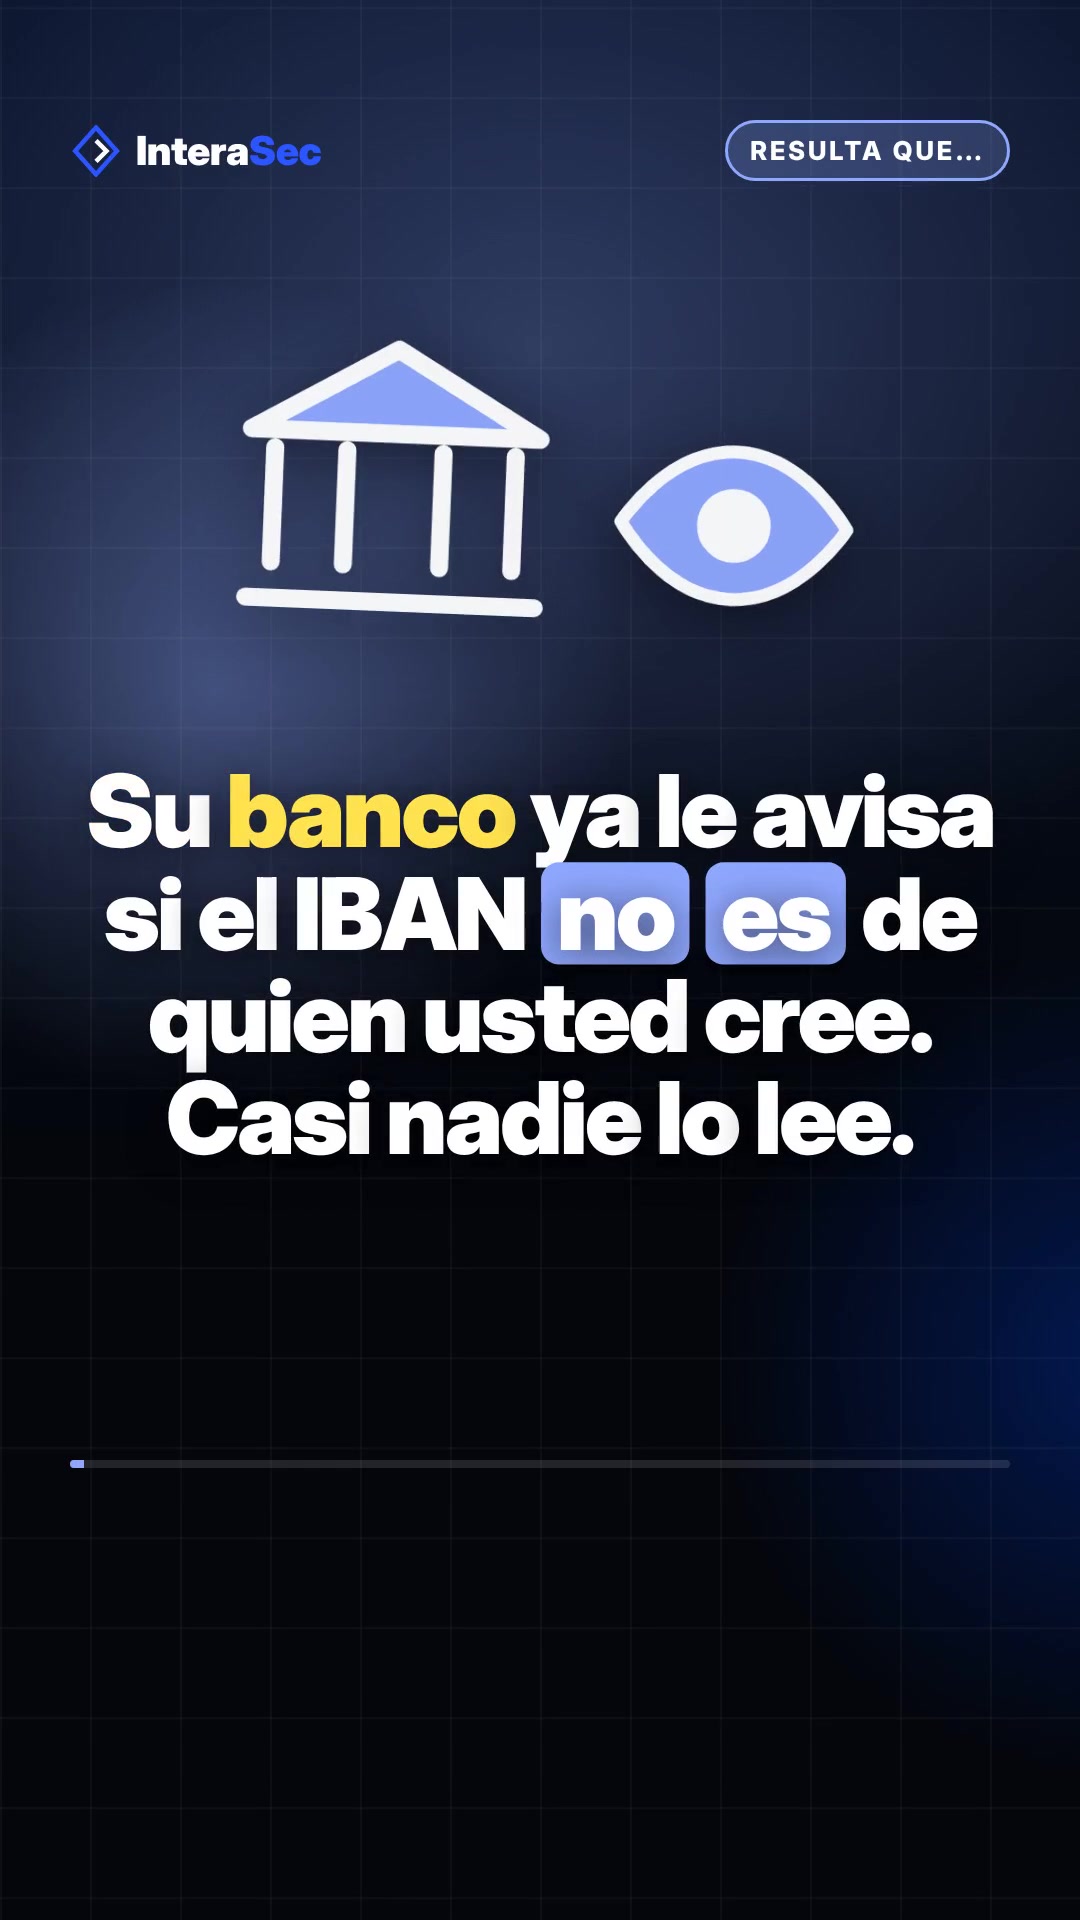 InteraSec
RESULTA QUE...
Su banco ya le avisa
si el IBAN no es de
quien usted cree.
Casi nadie lo lee.